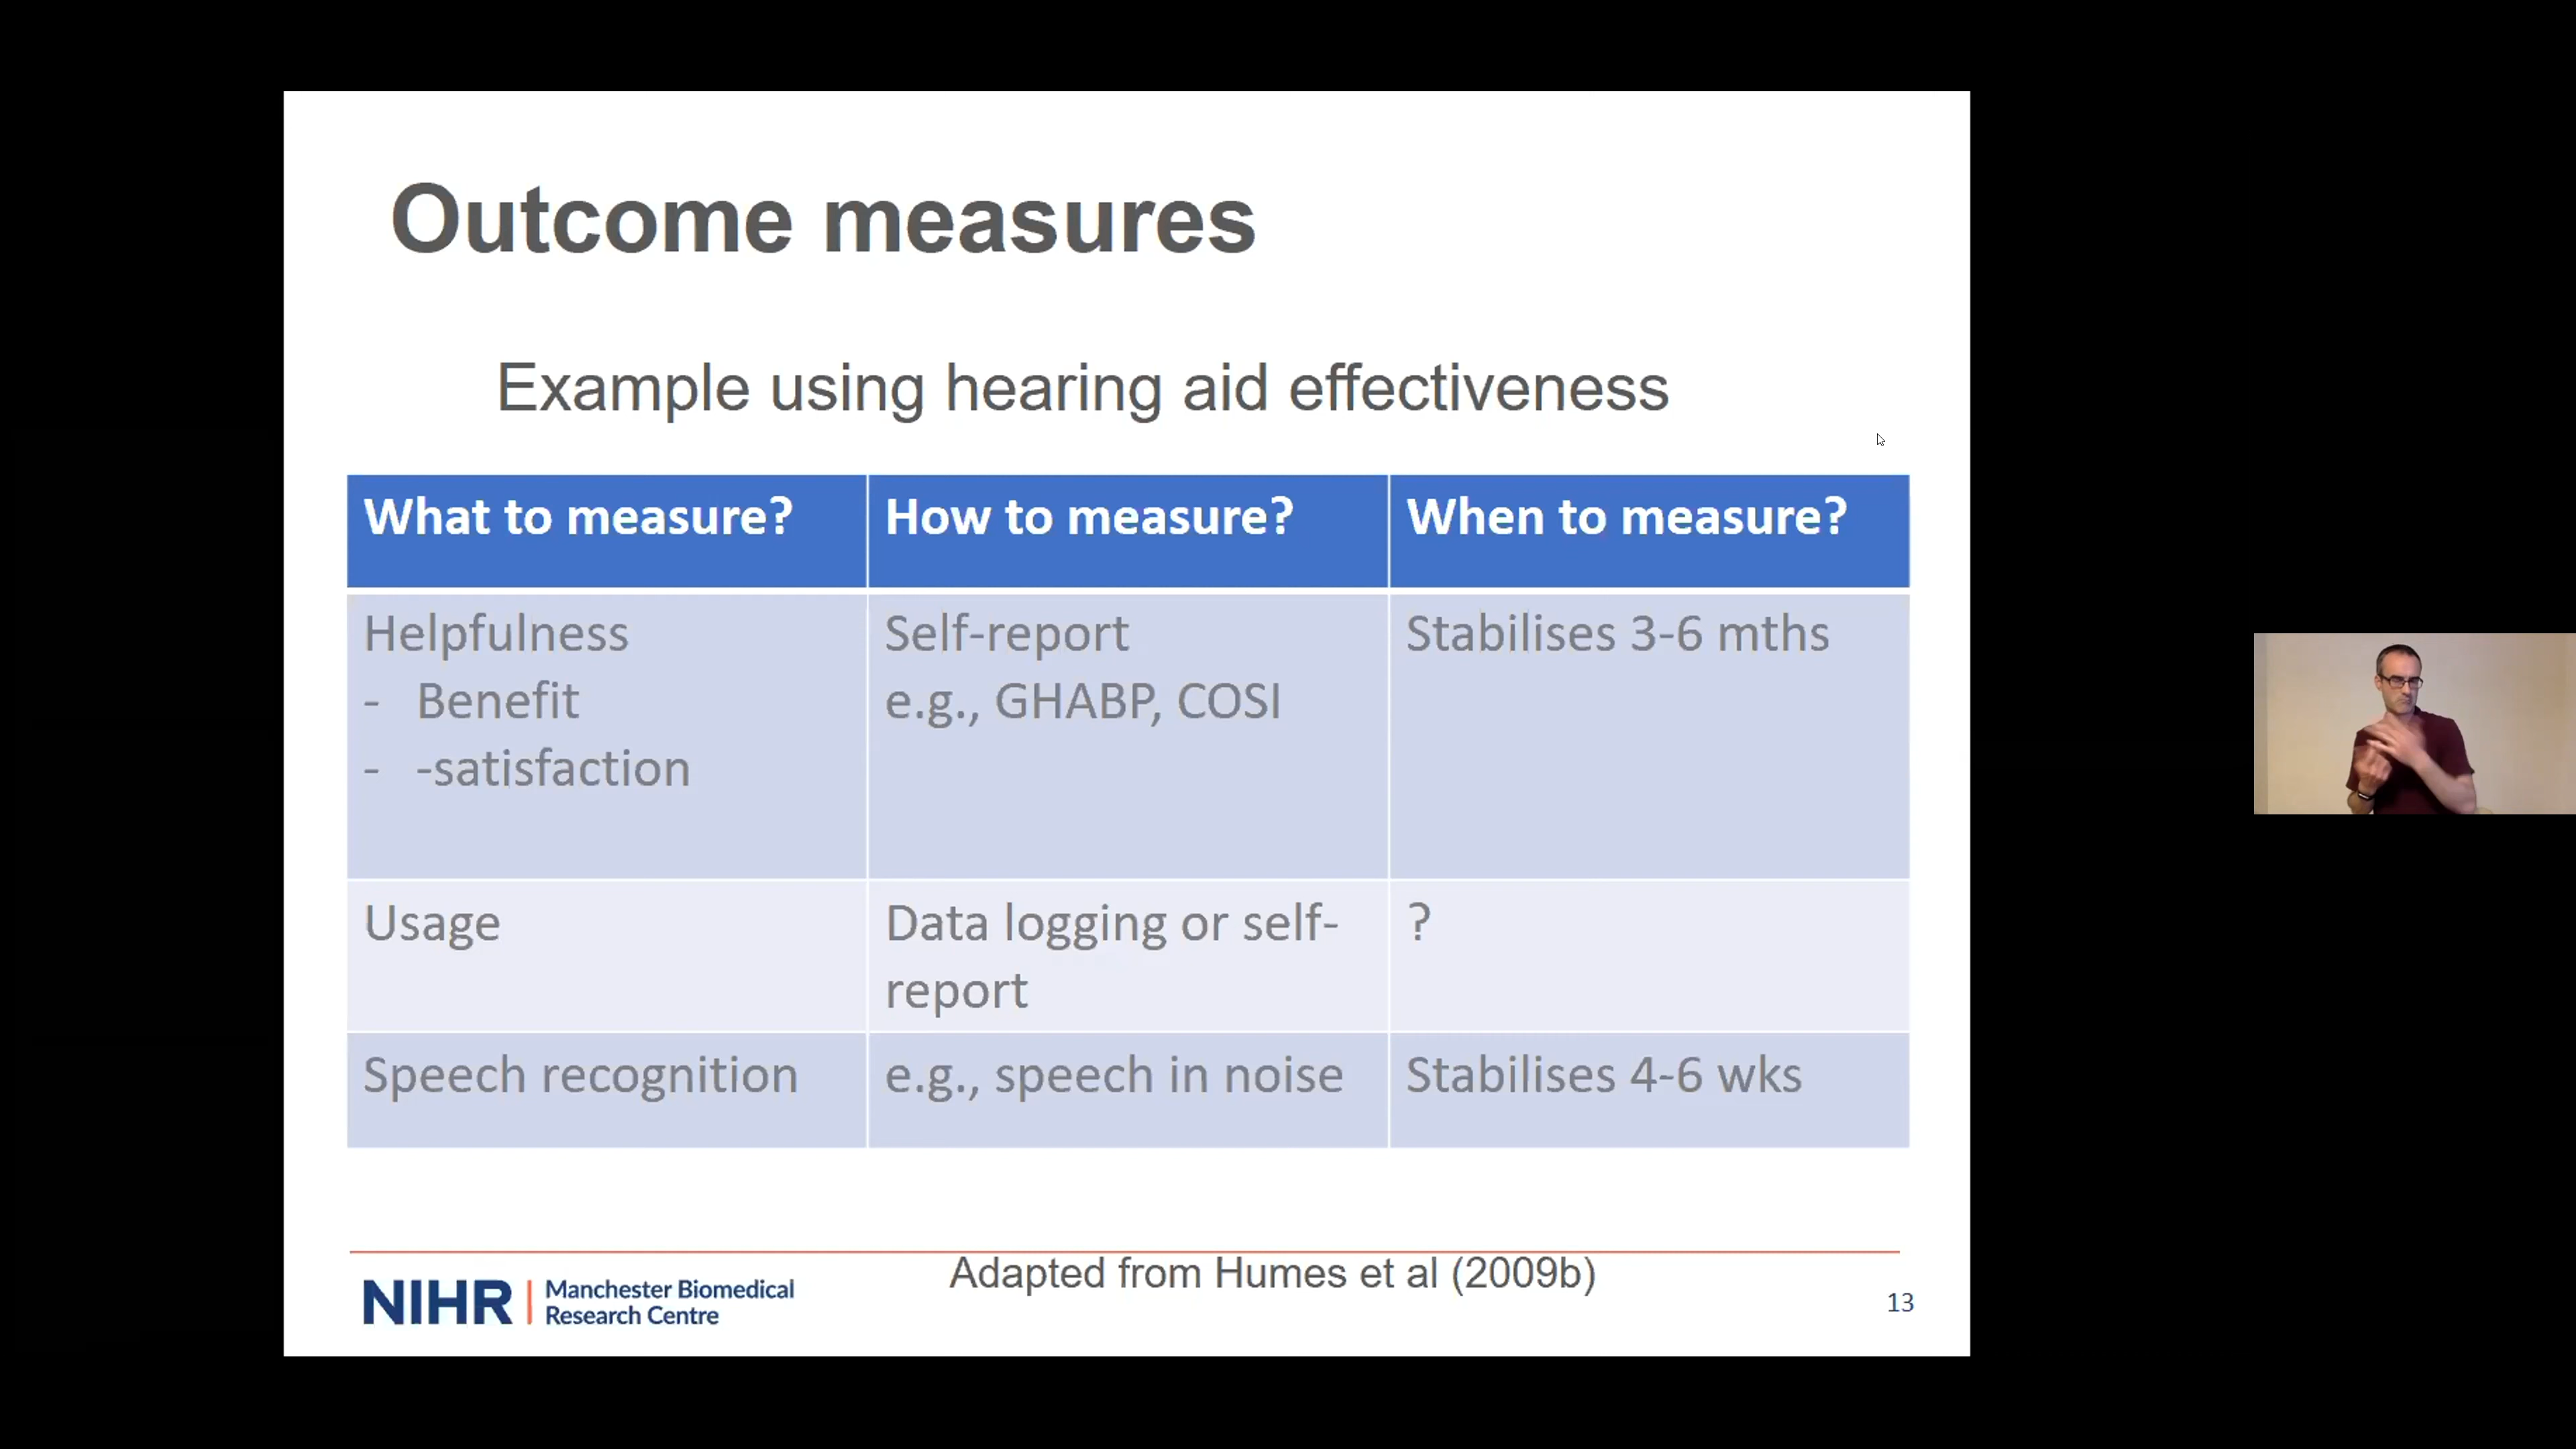 Outcome measures
Example using hearing aid effectiveness
What to measure?
How to measure?
When to measure?
Helpfulness
- Benefit
- -satisfaction
Self-report
e.g., GHABP, COSI
Stabilises 3-6 mths
Usage
Data logging or self-
report
?
Speech recognition
e.g., speech in noise
Stabilises 4-6 wks
Adapted from Humes et al (2009b)
NIHR | Manchester Biomedical
Research Centre
13